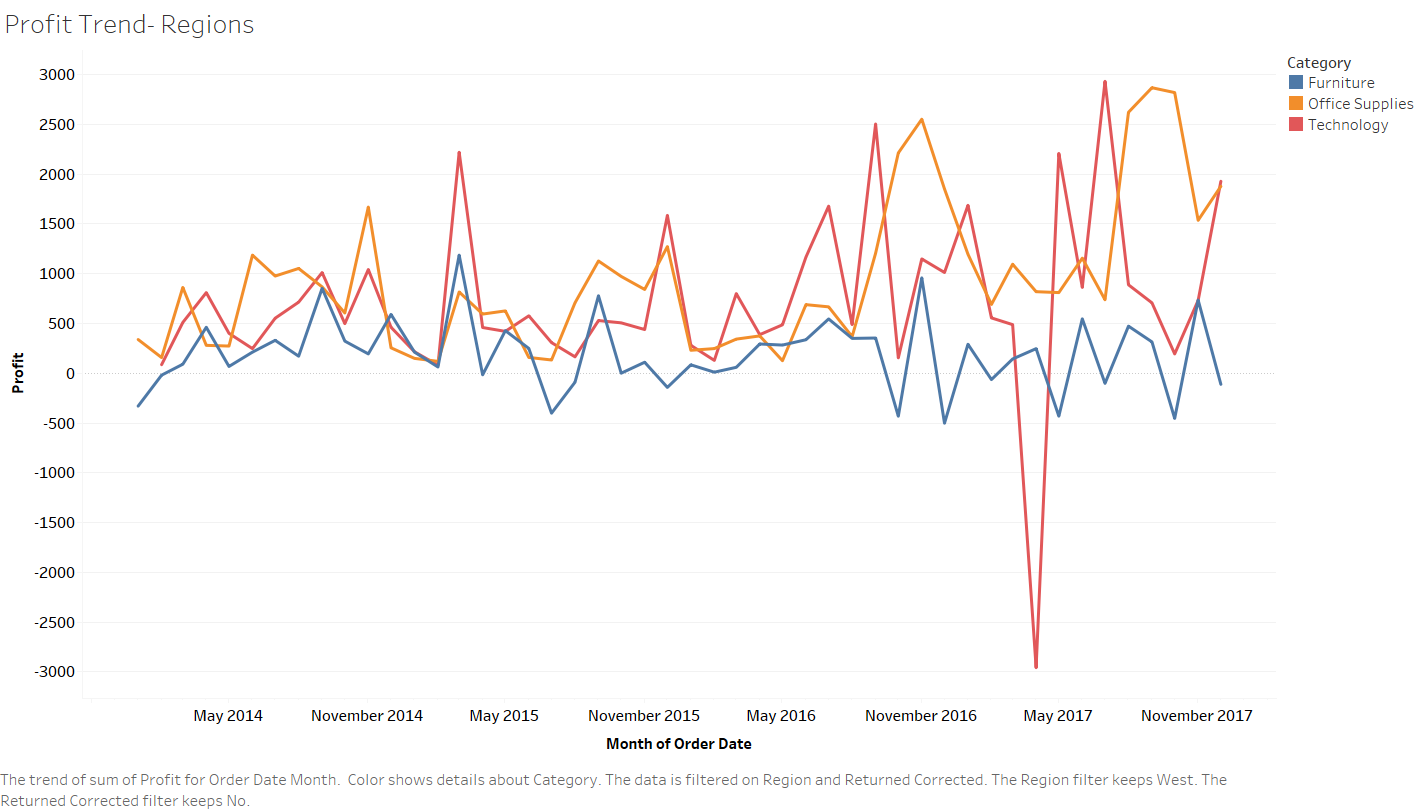 Profit Trend- Regions
Category
Furniture
Office Supplies
Technology
3000
2500
2000
1500
1000
500
0
-500
-1000
-1500
-2000
-2500
-3000
Profit
May 2014
November 2014
May 2015
November 2015
May 2016
November 2016
May 2017
November 2017
Month of Order Date
The trend of sum of Profit for Order Date Month.  Color shows details about Category. The data is filtered on Region and Returned Corrected. The Region filter keeps West. The
Returned Corrected filter keeps No.